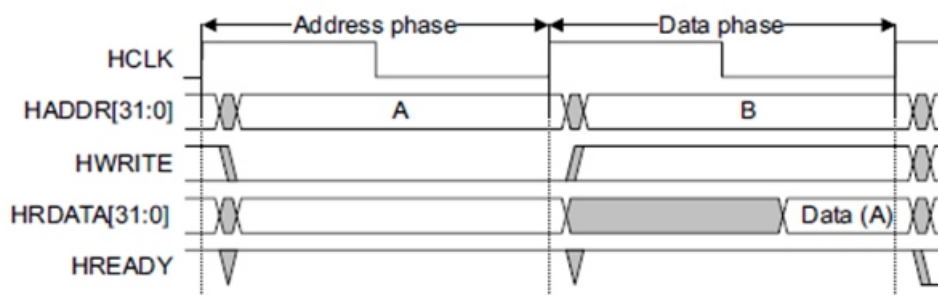 Address phase Data phase
HCLK
HADDR[31:0] A B
HWRITE
HRDATA[31:0] Data (A)
HREADY